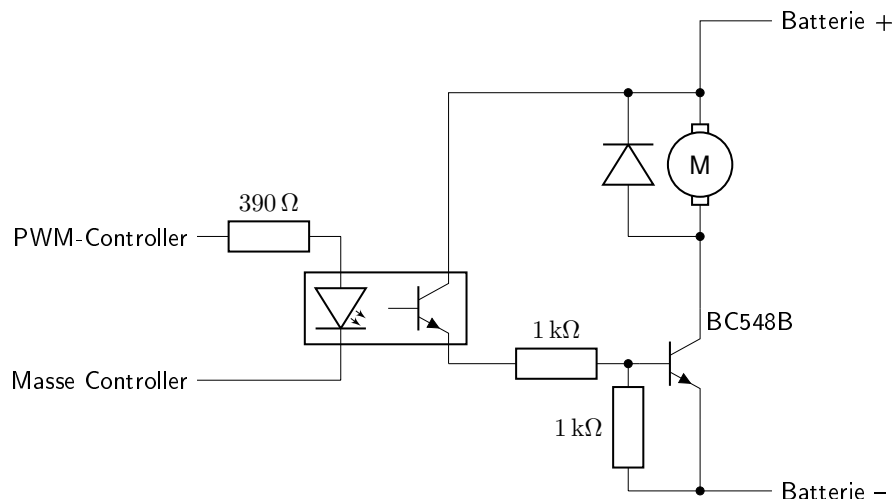 Batterie +
M
390 Ω
PWM-Controller
BC548B
1 kΩ
Masse Controller
1 kΩ
Batterie –